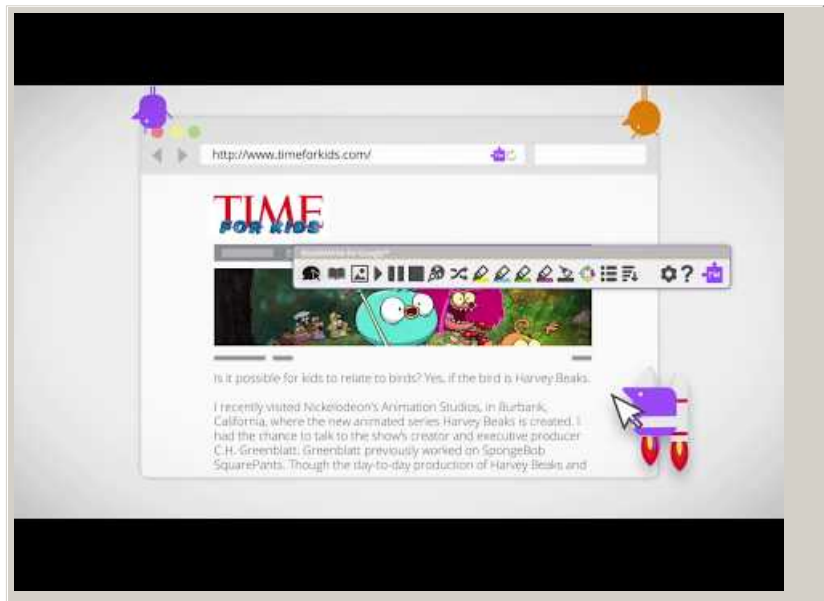 http://www.timeforkids.com/
rw
TIME
FOR KIDS
rw
Is it possible for kids to relate to birds? Yes, if the bird is Harvey Beaks.
I recently visited Nickelodeon's Animation Studios, in Burbank,
California, where the new animated series Harvey Beaks is created. I
had the chance to talk to the show's creator and executive producer
C.H. Greenblatt. Greenblatt previously worked on SpongeBob
SquarePants. Though the day-to-day production of Harvey Beaks and